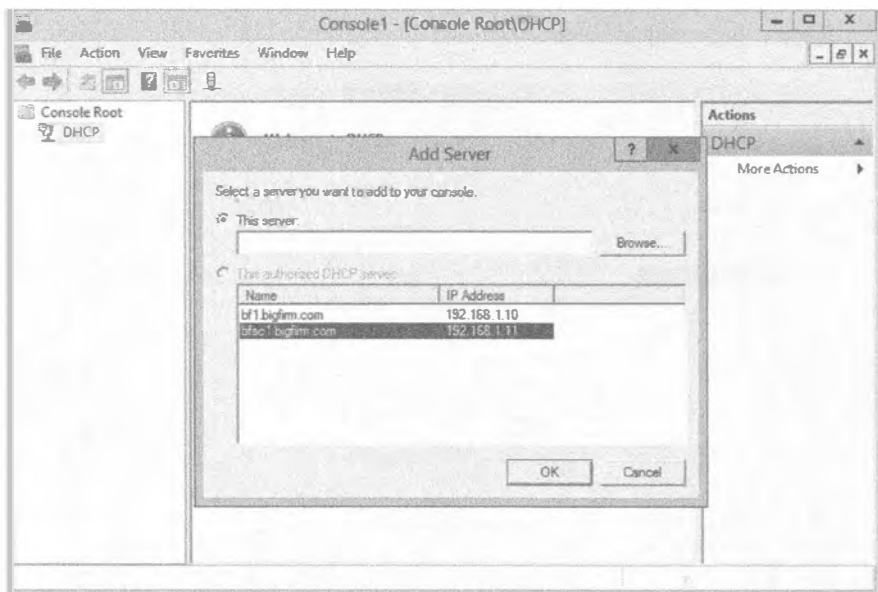 Console1 - [Console Root\DHCP]
File Action View Favorites Window Help
Console Root
DHCP
Actions
DHCP
More Actions
Add Server
Select a server you want to add to your console.
This server:
Browse...
This authorized DHCP server:
Name IP Address
bf1.bigfirm.com 192.168.1.10
bfsc1.bigfirm.com 192.168.1.11
OK Cancel